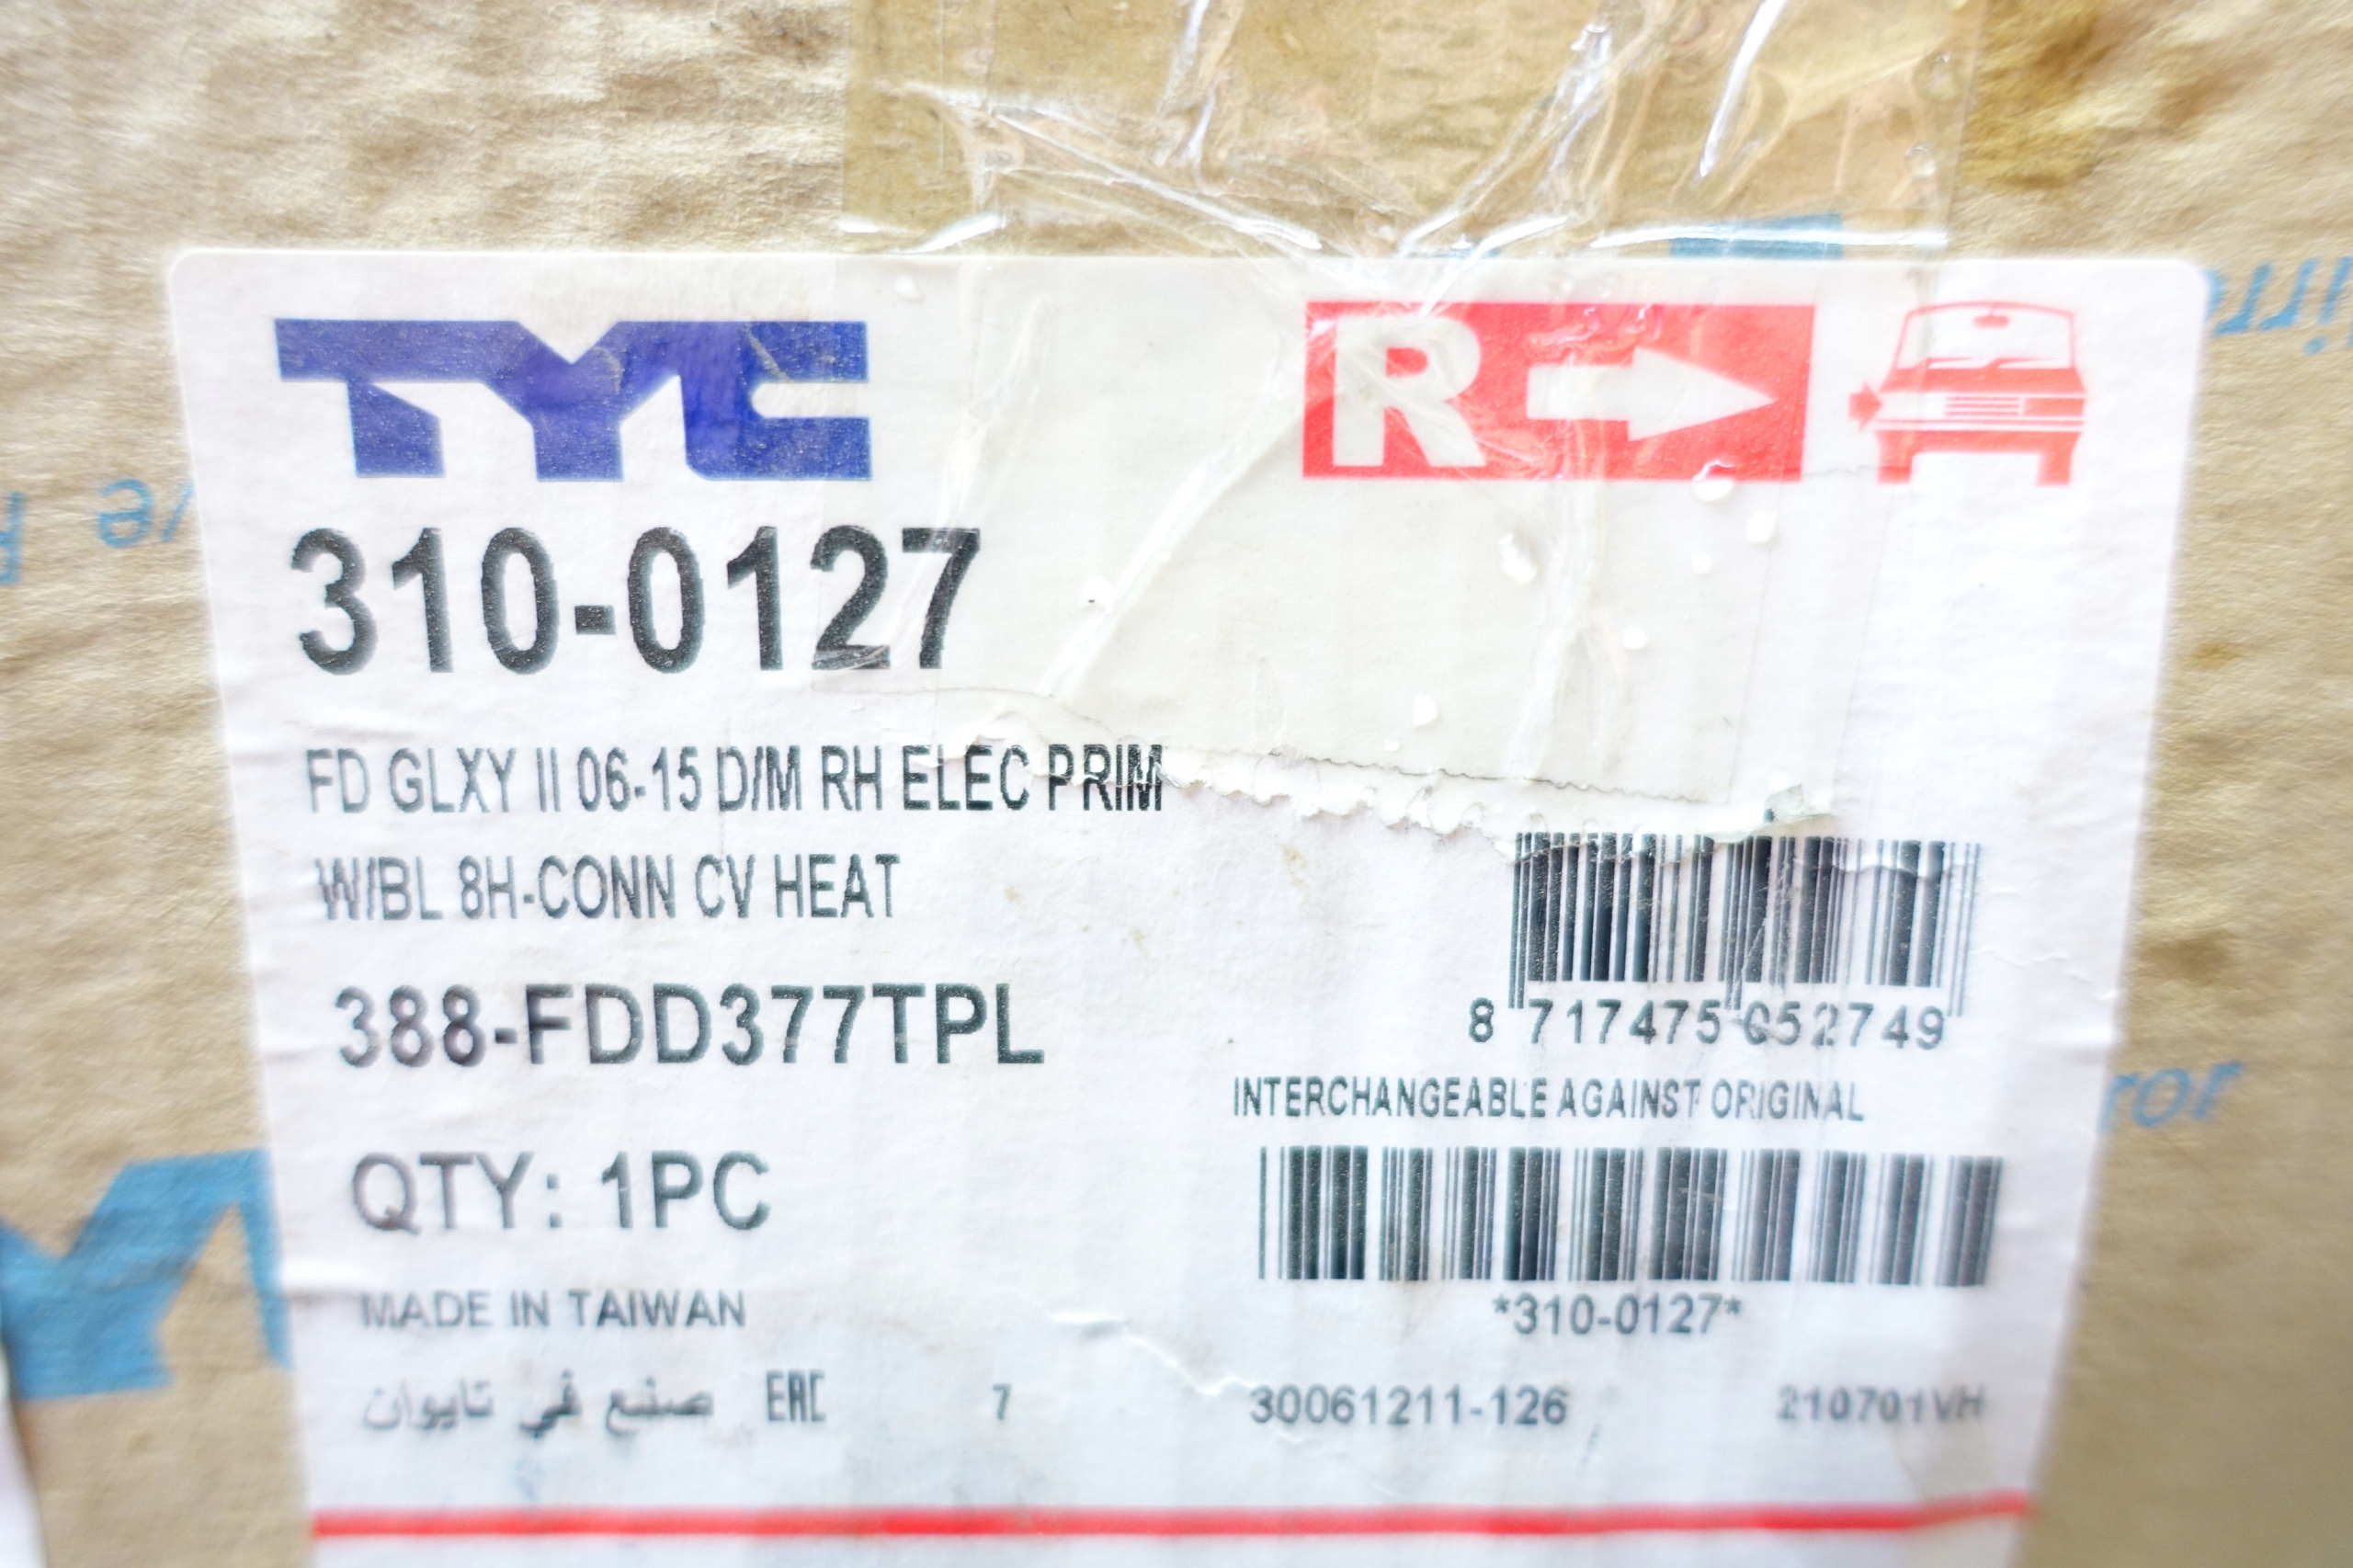 TYC
R
310-0127
FD GLXY II 06-15 D/M RH ELEC PRIM
W/BL 8H-CONN CV HEAT
388-FDD377TPL
8 717475 052749
INTERCHANGEABLE AGAINST ORIGINAL
QTY: 1PC
*310-0127*
MADE IN TAIWAN
صنع في تايوان EAC 7 30061211-126 210701VH